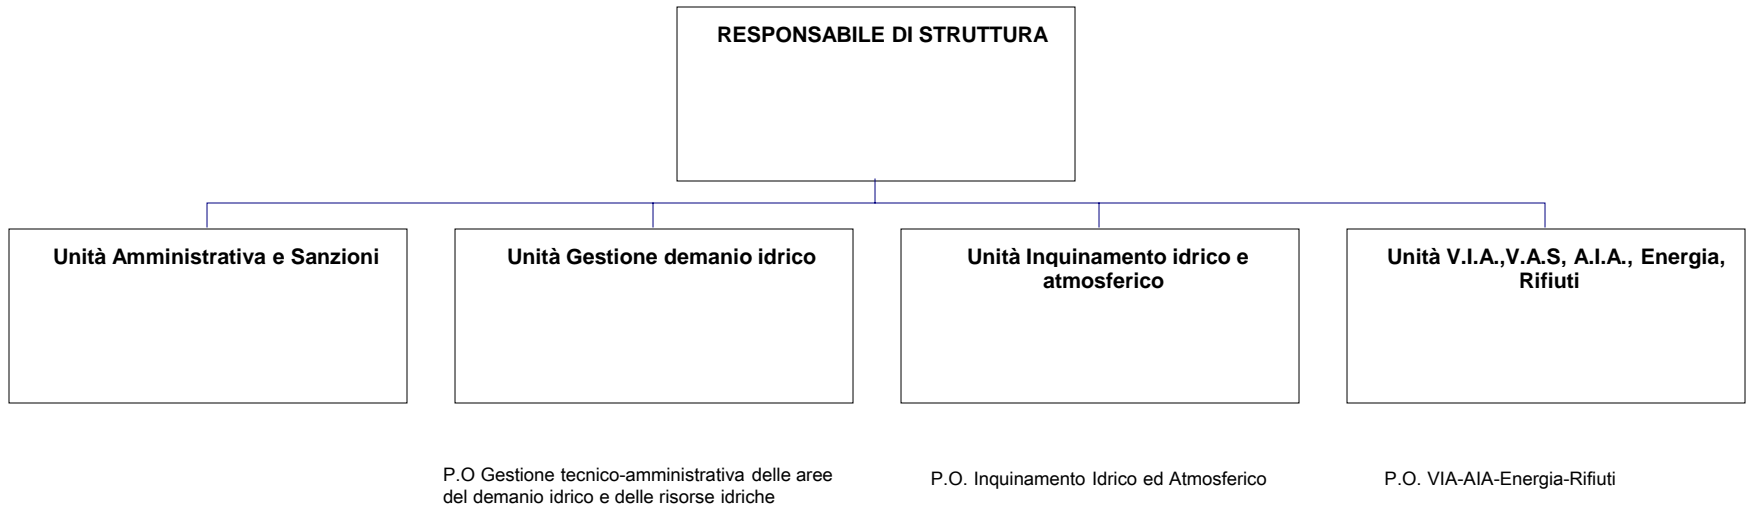 RESPONSABILE DI STRUTTURA
Unità Amministrativa e Sanzioni
Unità Gestione demanio idrico
Unità Inquinamento idrico e
atmosferico
Unità V.I.A.,V.A.S, A.I.A., Energia,
Rifiuti
P.O Gestione tecnico-amministrativa delle aree
del demanio idrico e delle risorse idriche
P.O. Inquinamento Idrico ed Atmosferico
P.O. VIA-AIA-Energia-Rifiuti